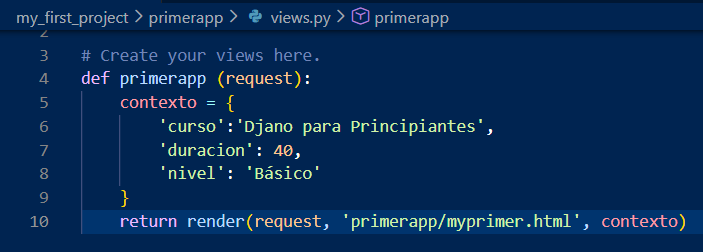 my_first_project > primerapp > views.py > primerapp
2
3 # Create your views here.
4 def primerapp (request):
5 contexto = {
6 'curso':'Djano para Principiantes',
7 'duracion': 40,
8 'nivel': 'Básico'
9 }
10 return render(request, 'primerapp/myprimer.html', contexto)